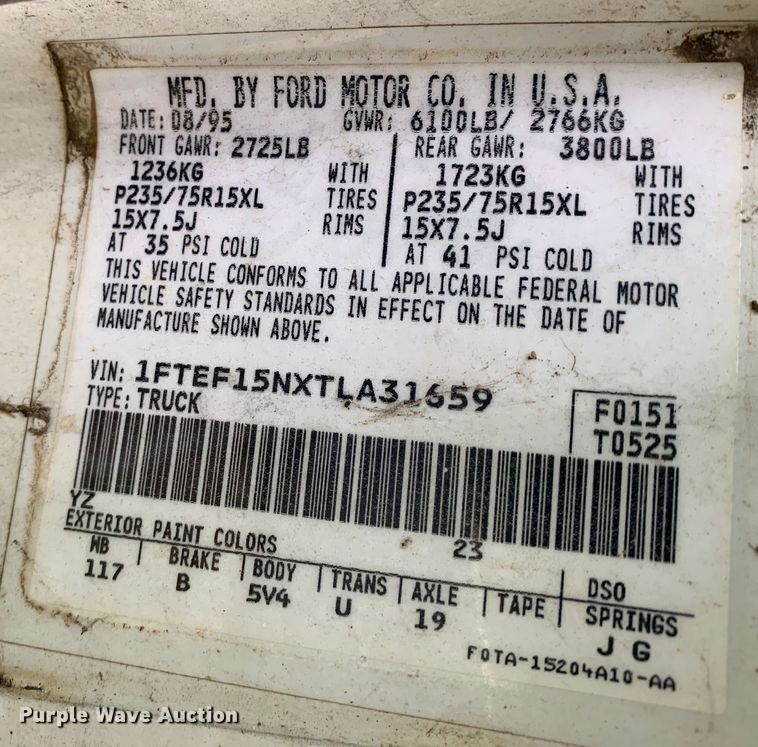 MFD. BY FORD MOTOR CO. IN U.S.A.
DATE: 08/95 GVWR: 6100LB/ 2766KG
FRONT GAWR: 2725LB REAR GAWR: 3800LB
1236KG WITH 1723KG WITH
P235/75R15XL TIRES P235/75R15XL TIRES
15X7.5J RIMS 15X7.5J RIMS
AT 35 PSI COLD AT 41 PSI COLD
THIS VEHICLE CONFORMS TO ALL APPLICABLE FEDERAL MOTOR
VEHICLE SAFETY STANDARDS IN EFFECT ON THE DATE OF
MANUFACTURE SHOWN ABOVE.
VIN: 1FTEF15NXTLA31659
TYPE: TRUCK
F0151
T0525
YZ
EXTERIOR PAINT COLORS 23
WB BRAKE BODY TRANS AXLE TAPE DSO
SPRINGS
117 B 5V4 U 19 J G
F0TA-15204A10-AA
Purple Wave Auction